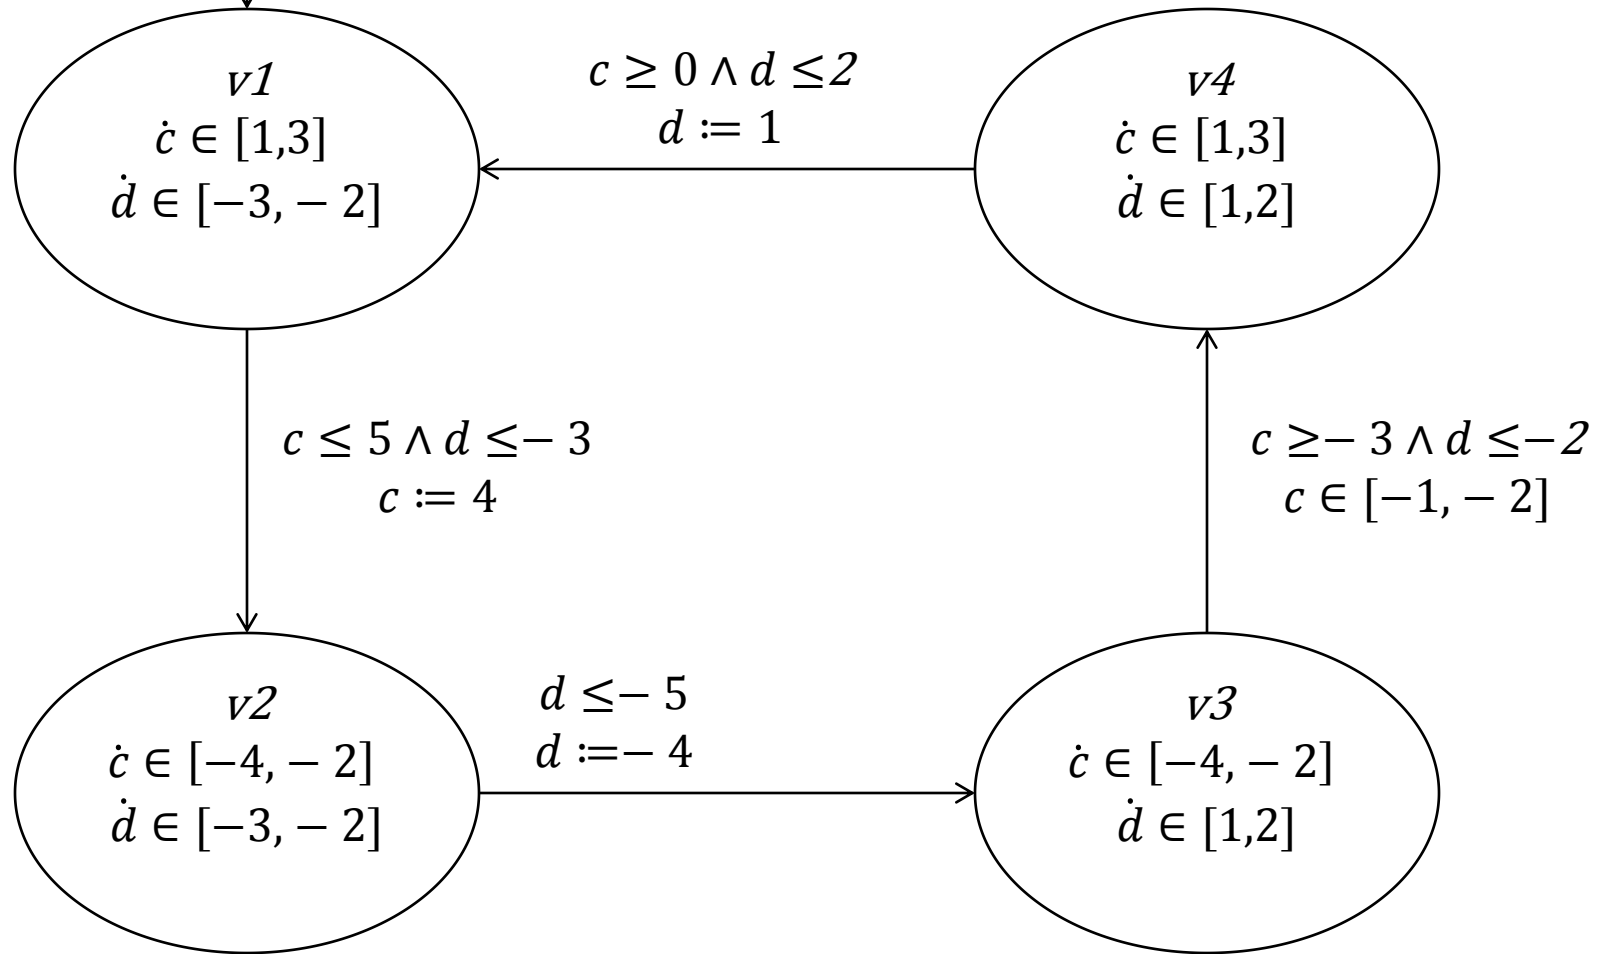 v1
ċ ∈ [1,3]
ḋ ∈ [−3, − 2]
c ≥ 0 ∧ d ≤2
d ≔ 1
v4
ċ ∈ [1,3]
ḋ ∈ [1,2]
c ≤ 5 ∧ d ≤− 3
c ≔ 4
c ≥− 3 ∧ d ≤−2
c ∈ [−1, − 2]
v2
ċ ∈ [−4, − 2]
ḋ ∈ [−3, − 2]
d ≤− 5
d ≔− 4
v3
ċ ∈ [−4, − 2]
ḋ ∈ [1,2]